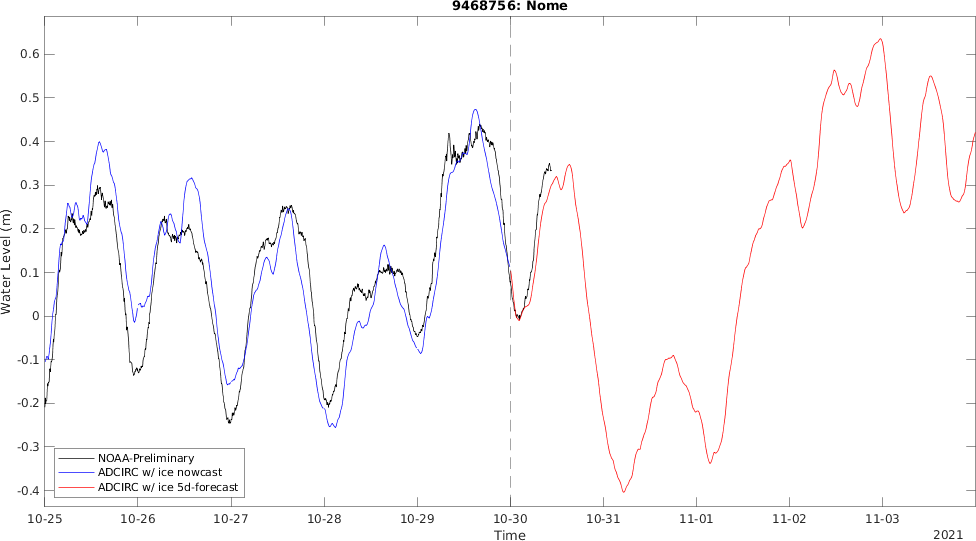 9468756: Nome
0.6
0.5
0.4
0.3
0.2
0.1
0
-0.1
-0.2
-0.3
-0.4
Water Level (m)
NOAA-Preliminary
ADCIRC w/ ice nowcast
ADCIRC w/ ice 5d-forecast
10-25 10-26 10-27 10-28 10-29 10-30 10-31 11-01 11-02 11-03
Time
2021